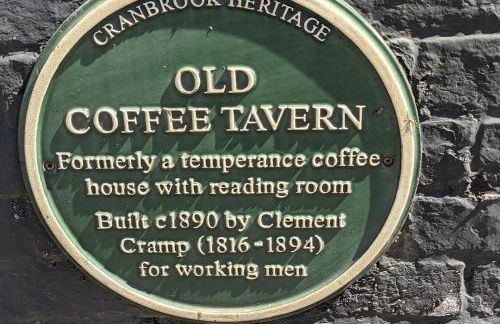 CRANBROOK HERITAGE
OLD
COFFEE TAVERN
Formerly a temperance coffee
house with reading room
Built c1890 by Clement
Cramp (1816-1894)
for working men